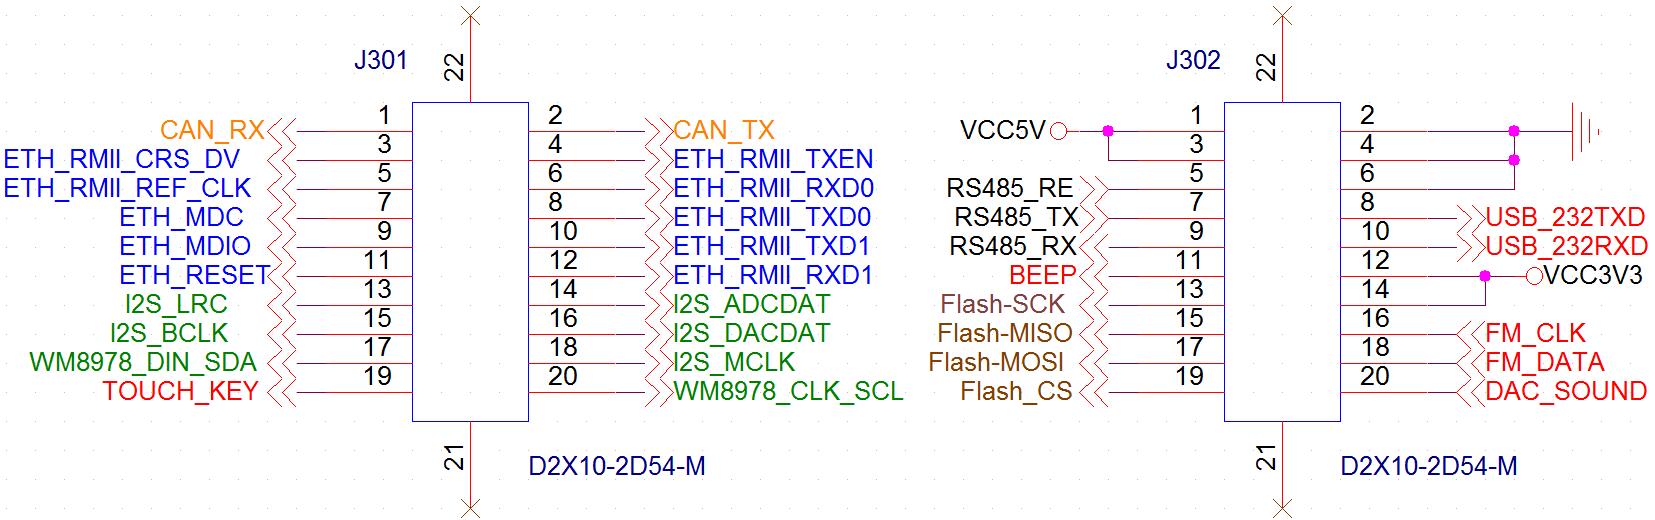 J301 22 J302 22
CAN_RX 1 2 CAN_TX VCC5V 1 2
ETH_RMII_CRS_DV 3 4 ETH_RMII_TXEN 3 4
ETH_RMII_REF_CLK 5 6 ETH_RMII_RXD0 RS485_RE 5 6
ETH_MDC 7 8 ETH_RMII_TXD0 RS485_TX 7 8 USB_232TXD
ETH_MDIO 9 10 ETH_RMII_TXD1 RS485_RX 9 10 USB_232RXD
ETH_RESET 11 12 ETH_RMII_RXD1 BEEP 11 12 VCC3V3
I2S_LRC 13 14 I2S_ADCDAT Flash-SCK 13 14
I2S_BCLK 15 16 I2S_DACDAT Flash-MISO 15 16 FM_CLK
WM8978_DIN_SDA 17 18 I2S_MCLK Flash-MOSI 17 18 FM_DATA
TOUCH_KEY 19 20 WM8978_CLK_SCL Flash_CS 19 20 DAC_SOUND
21 D2X10-2D54-M 21 D2X10-2D54-M